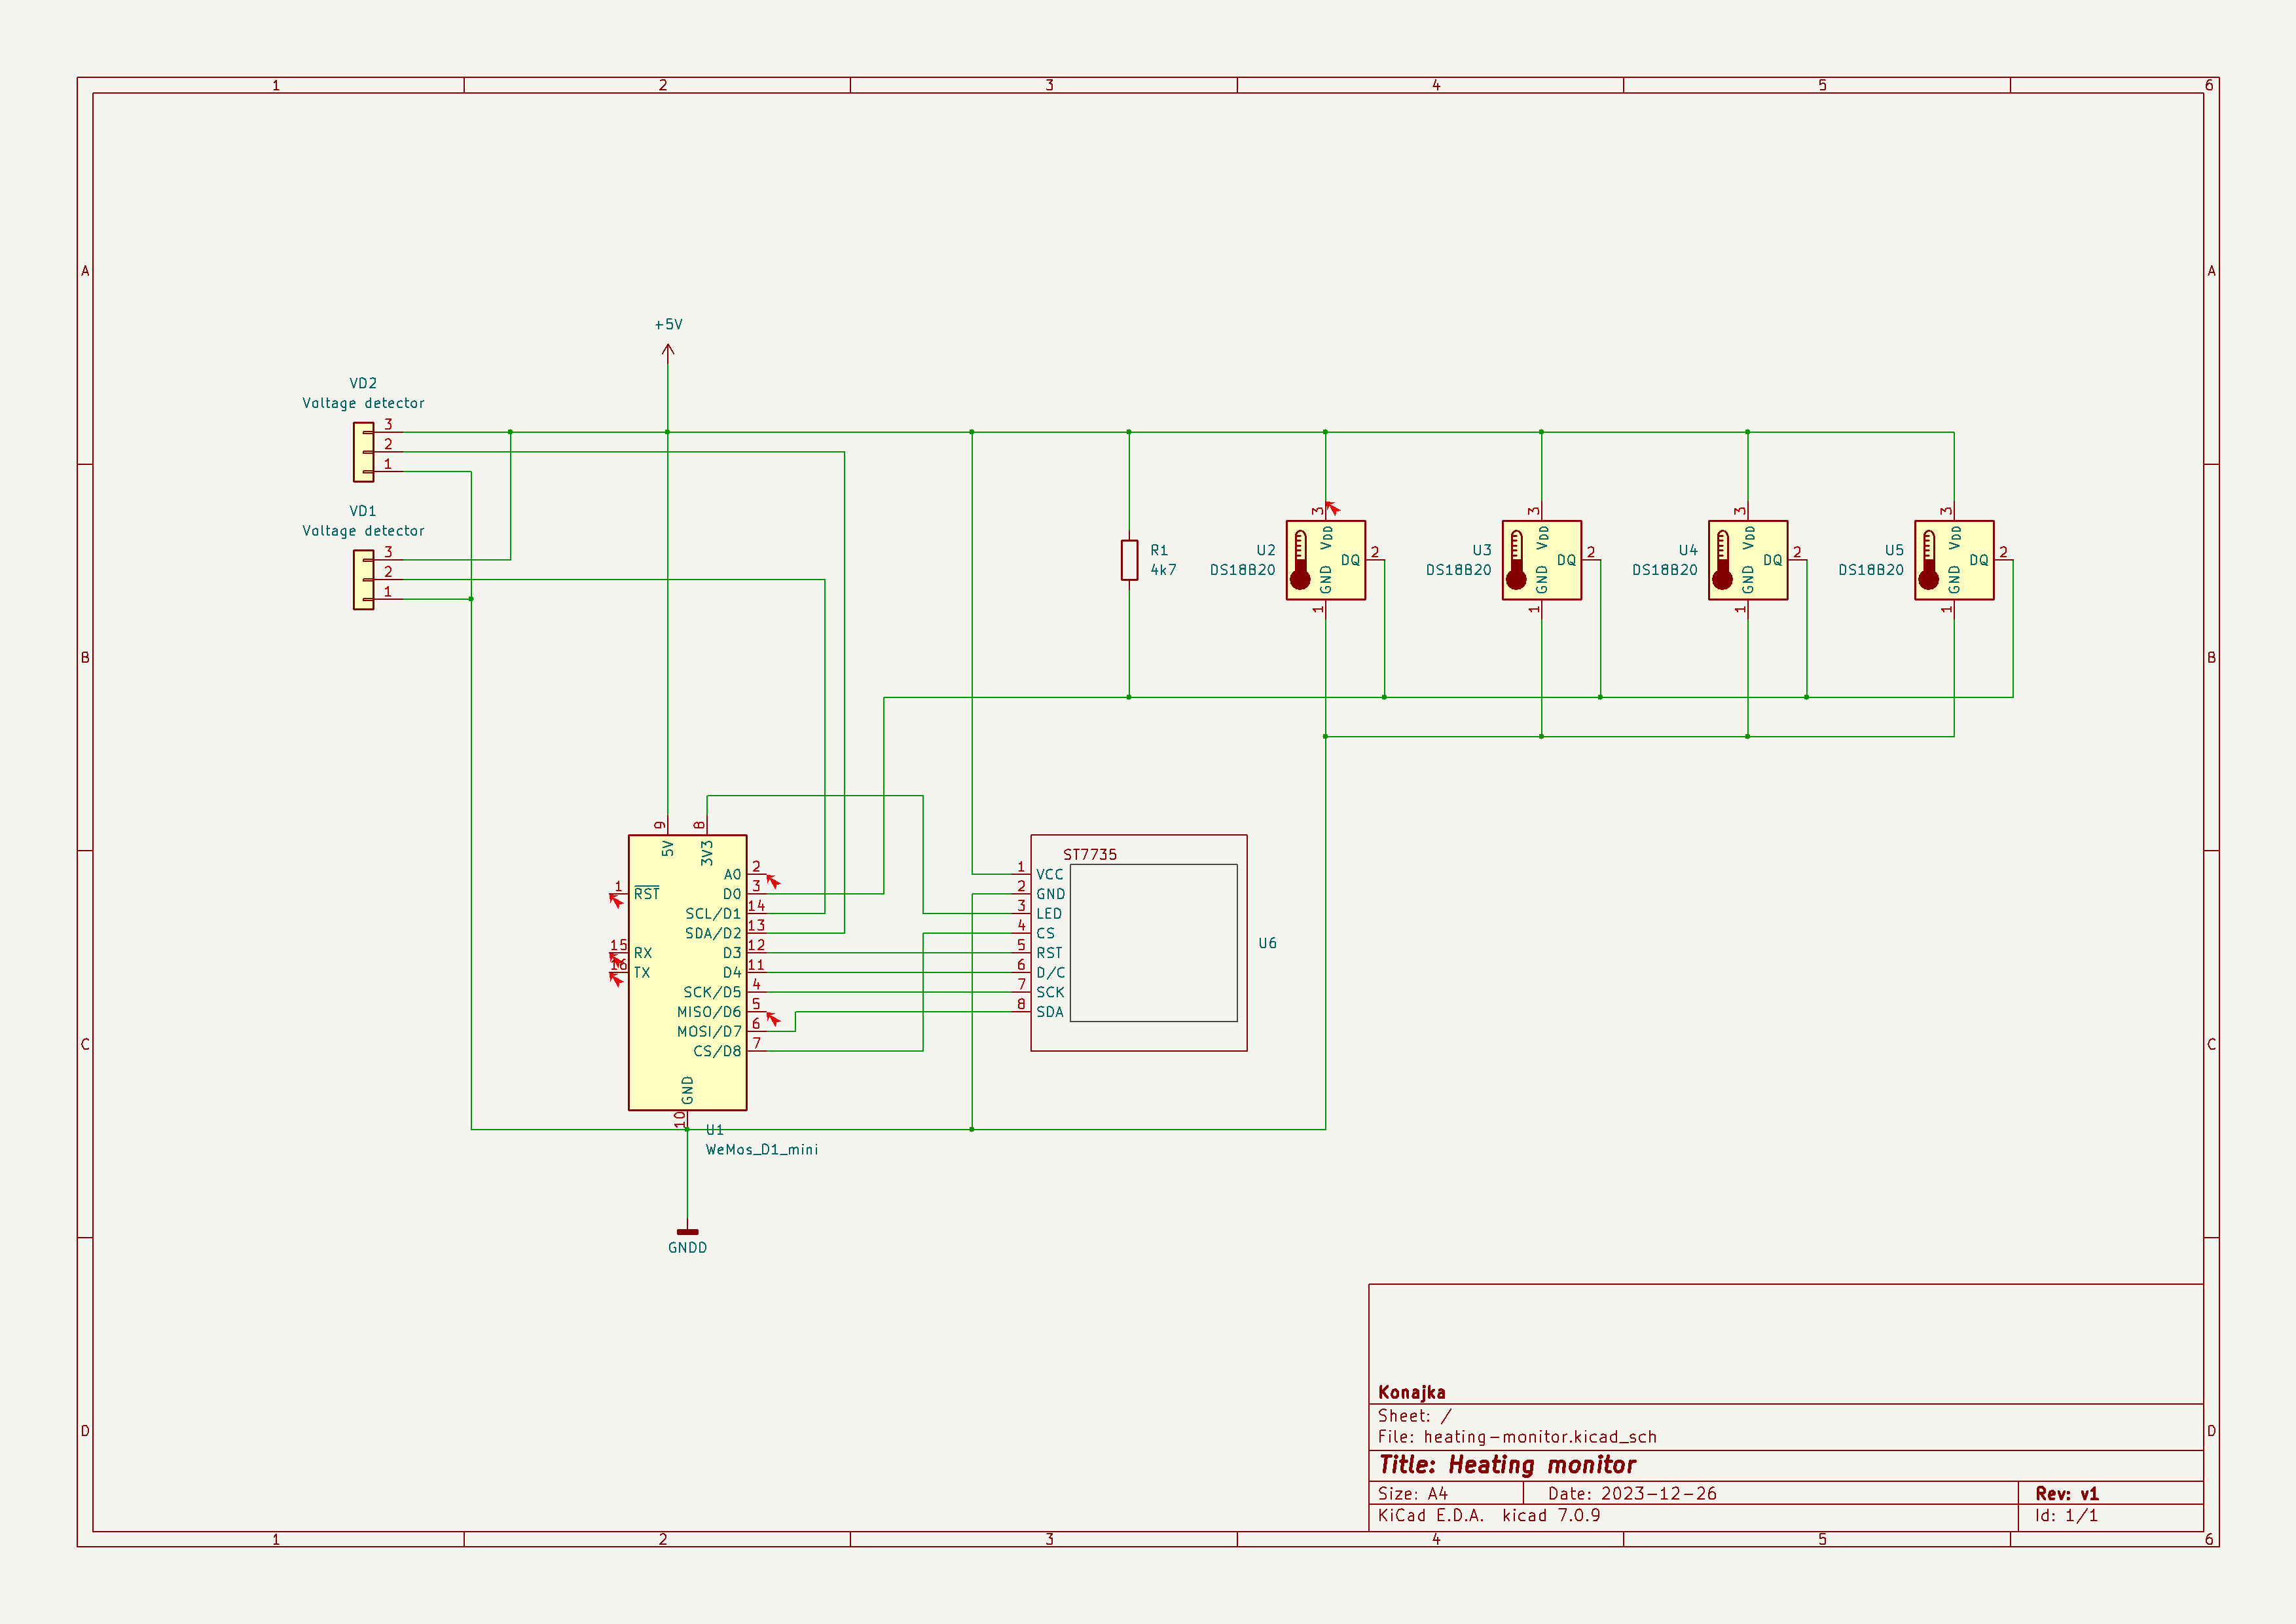 1 2 3 4 5 6
A A
+5V
VD2
Voltage detector
3
2
1
VD1
Voltage detector
3
2
1
R1
4k7
U2
DS18B20
3
VDD
DQ
2
GND
1
U3
DS18B20
3
VDD
DQ
2
GND
1
U4
DS18B20
3
VDD
DQ
2
GND
1
U5
DS18B20
3
VDD
DQ
2
GND
1
B B
9
8
5V
3V3
1 RST
15 RX
16 TX
A0 2
D0 3
SCL/D1 14
SDA/D2 13
D3 12
D4 11
SCK/D5 4
MISO/D6 5
MOSI/D7 6
CS/D8 7
GND
10
U1
WeMos_D1_mini
GNDD
ST7735
1 VCC
2 GND
3 LED
4 CS
5 RST
6 D/C
7 SCK
8 SDA
U6
C C
Konajka
Sheet: /
File: heating-monitor.kicad_sch
Title: Heating monitor
Size: A4 Date: 2023-12-26 Rev: v1
KiCad E.D.A. kicad 7.0.9 Id: 1/1
D D
1 2 3 4 5 6